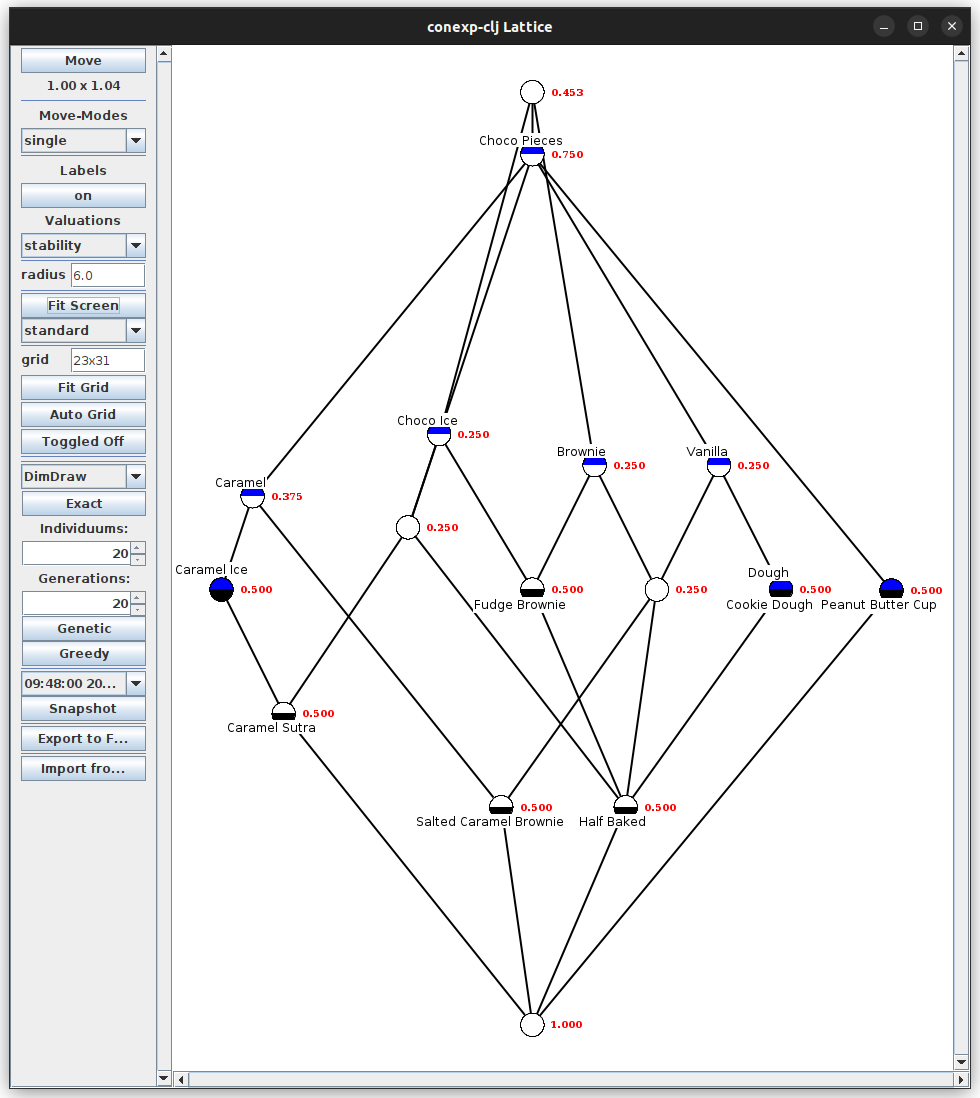 conexp-clj Lattice
Move
1.00 x 1.04
Move-Modes
single
Labels
on
Valuations
stability
radius 6.0
Fit Screen
standard
grid 23x31
Fit Grid
Auto Grid
Toggled Off
DimDraw
Exact
Individuums:
20
Generations:
20
Genetic
Greedy
09:48:00 20...
Snapshot
Export to F...
Import fro...
0.453
Choco Pieces
0.750
Choco Ice
0.250
Brownie
0.250
Vanilla
0.250
Caramel
0.375
0.250
Caramel Ice
0.500
Fudge Brownie
0.500
0.250
Dough
0.500
Cookie Dough
0.500
Peanut Butter Cup
0.500
Caramel Sutra
0.500
Salted Caramel Brownie
0.500
Half Baked
1.000